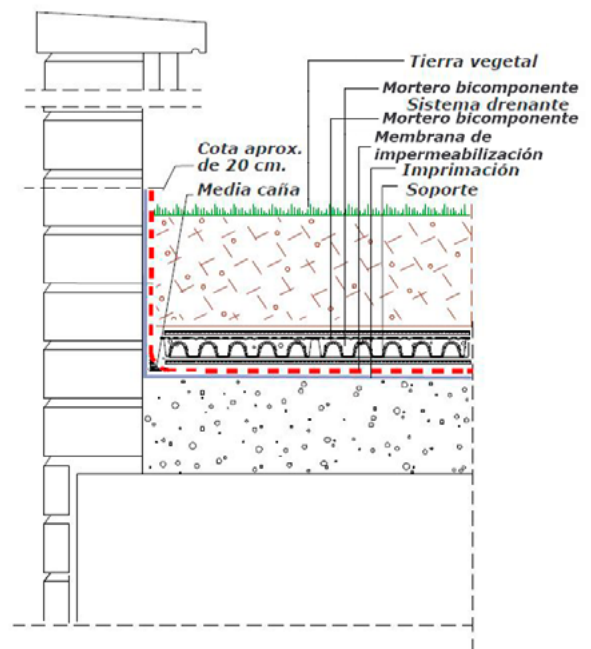 Tierra vegetal
Mortero bicomponente
Sistema drenante
Mortero bicomponente
Membrana de
impermeabilización
Imprimación
Soporte
Cota aprox.
de 20 cm.
Media caña